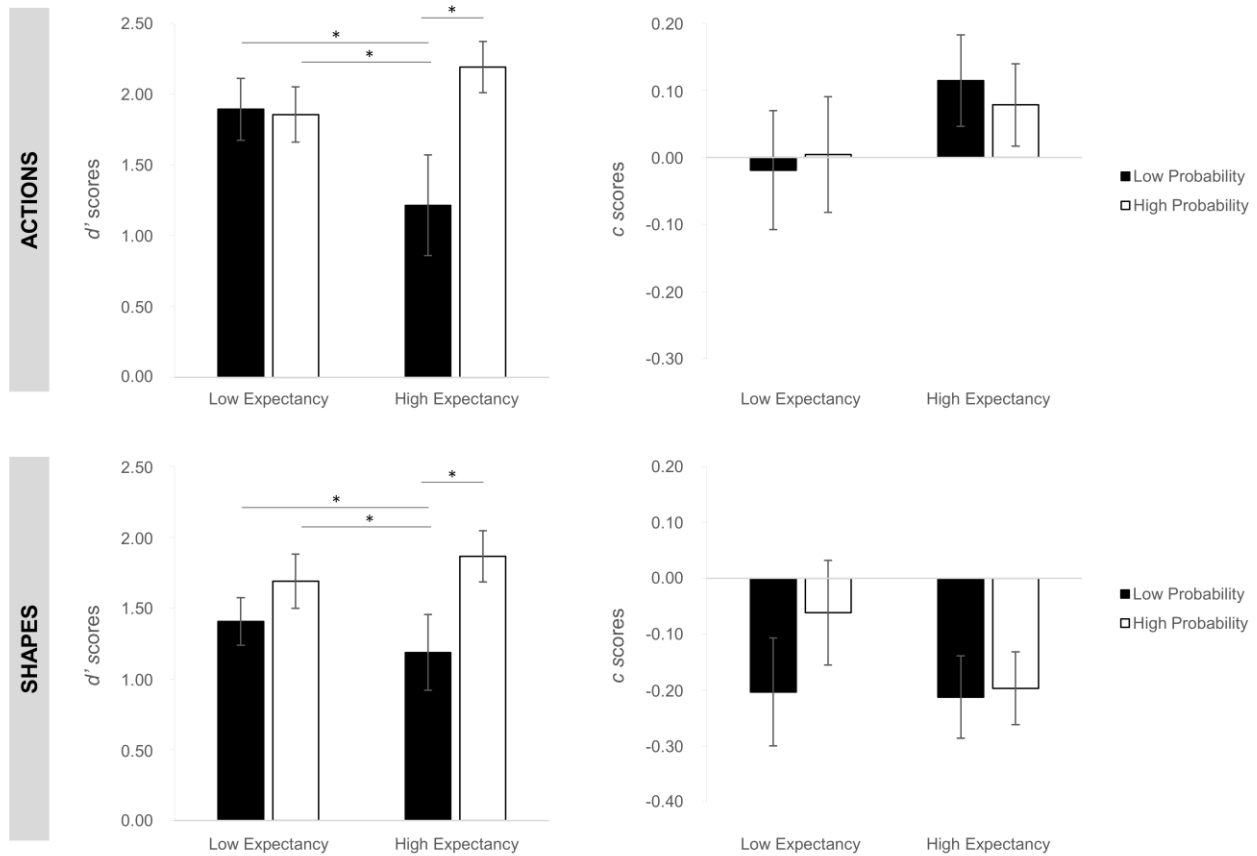 ACTIONS
d' scores
2.50
2.00
1.50
1.00
0.50
0.00
*
*
*
Low Expectancy
High Expectancy
c scores
0.20
0.10
0.00
-0.10
-0.20
-0.30
Low Expectancy
High Expectancy
Low Probability
High Probability
SHAPES
d' scores
2.50
2.00
1.50
1.00
0.50
0.00
*
*
*
Low Expectancy
High Expectancy
c scores
0.20
0.10
0.00
-0.10
-0.20
-0.30
-0.40
Low Expectancy
High Expectancy
Low Probability
High Probability